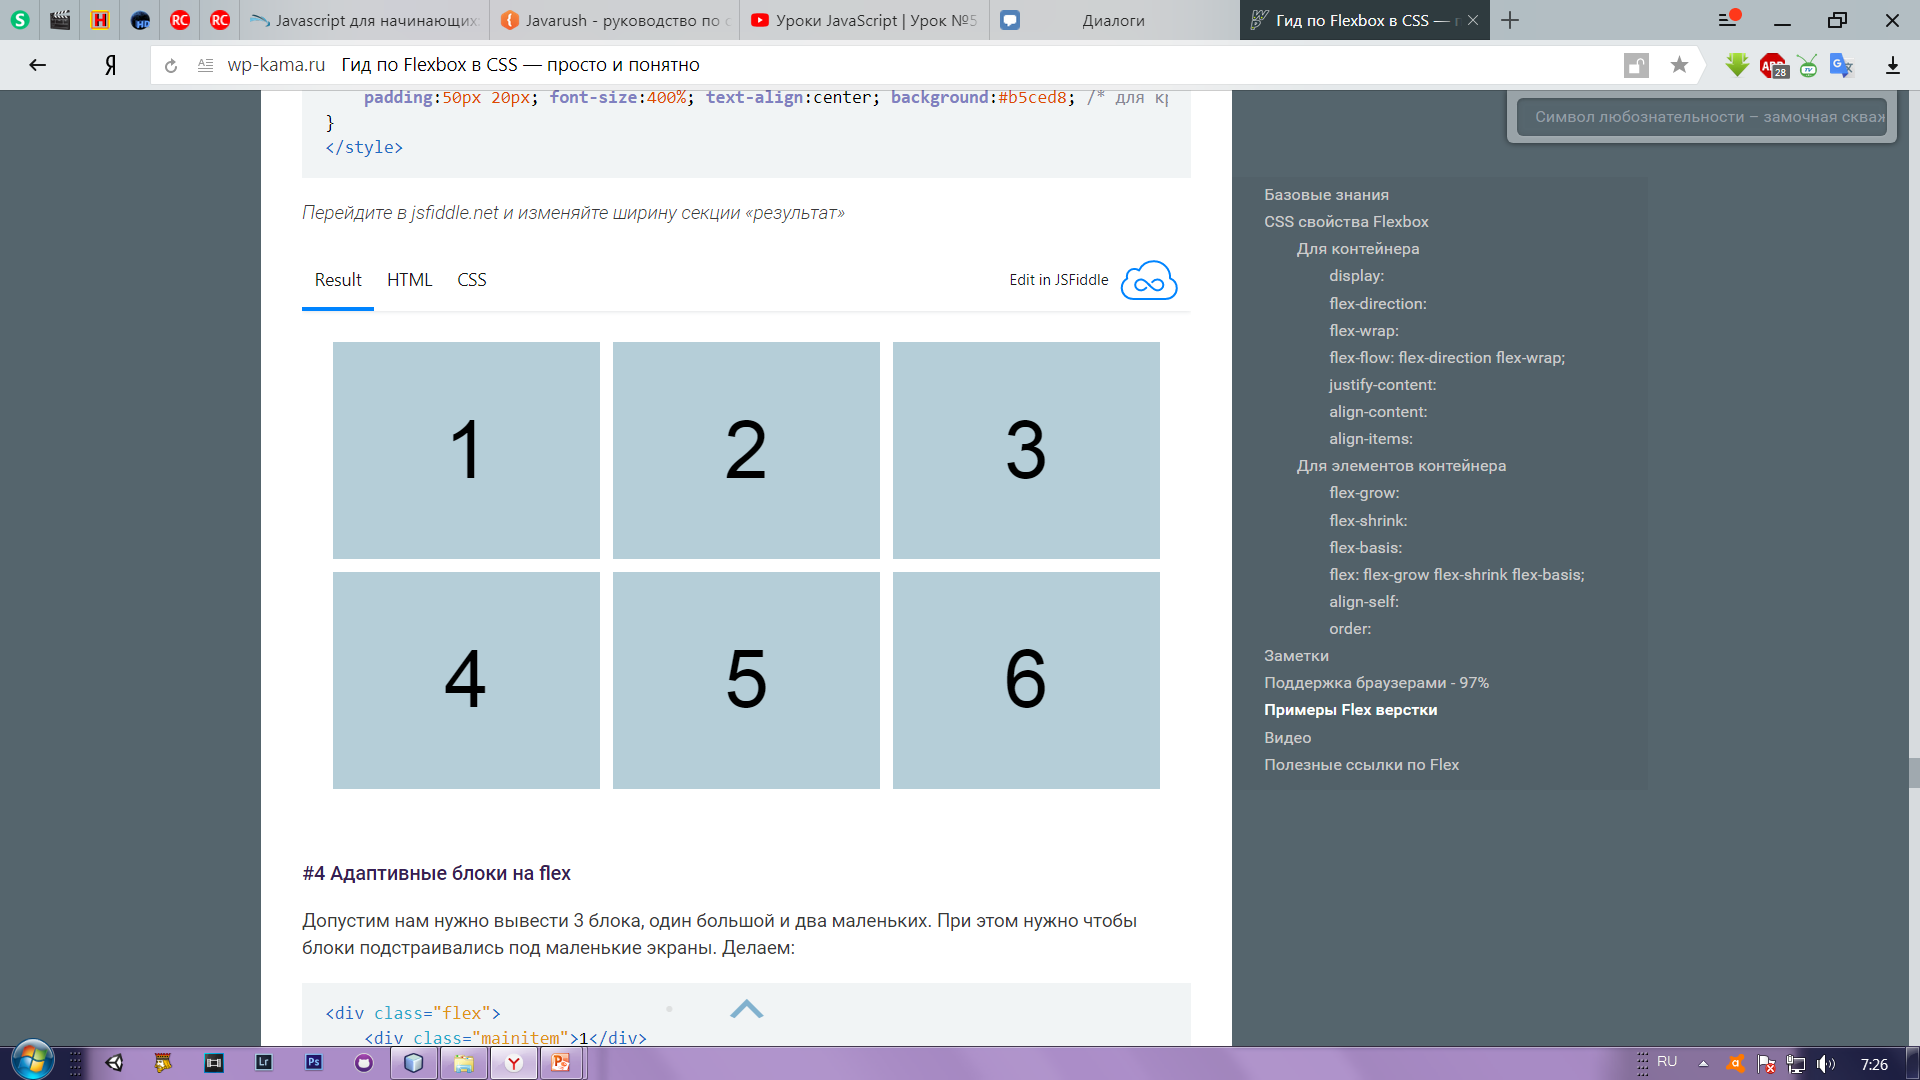 Javascript для начинающих
Javarush - руководство по с
Уроки JavaScript | Урок №5
Диалоги
Гид по Flexbox в CSS — п
wp-kama.ru Гид по Flexbox в CSS — просто и понятно
28
padding:50px 20px; font-size:400%; text-align:center; background:#b5ced8; /* для кр
}
</style>
Перейдите в jsfiddle.net и изменяйте ширину секции «результат»
Result HTML CSS Edit in JSFiddle
1 2 3
4 5 6
#4 Адаптивные блоки на flex
Допустим нам нужно вывести 3 блока, один большой и два маленьких. При этом нужно чтобы
блоки подстраивались под маленькие экраны. Делаем:
<div class="flex">
<div class="mainitem">1</div>
Символ любознательности – замочная скваж
Базовые знания
CSS свойства Flexbox
Для контейнера
display:
flex-direction:
flex-wrap:
flex-flow: flex-direction flex-wrap;
justify-content:
align-content:
align-items:
Для элементов контейнера
flex-grow:
flex-shrink:
flex-basis:
flex: flex-grow flex-shrink flex-basis;
align-self:
order:
Заметки
Поддержка браузерами - 97%
Примеры Flex верстки
Видео
Полезные ссылки по Flex
Lr
Ps
RU
7:26